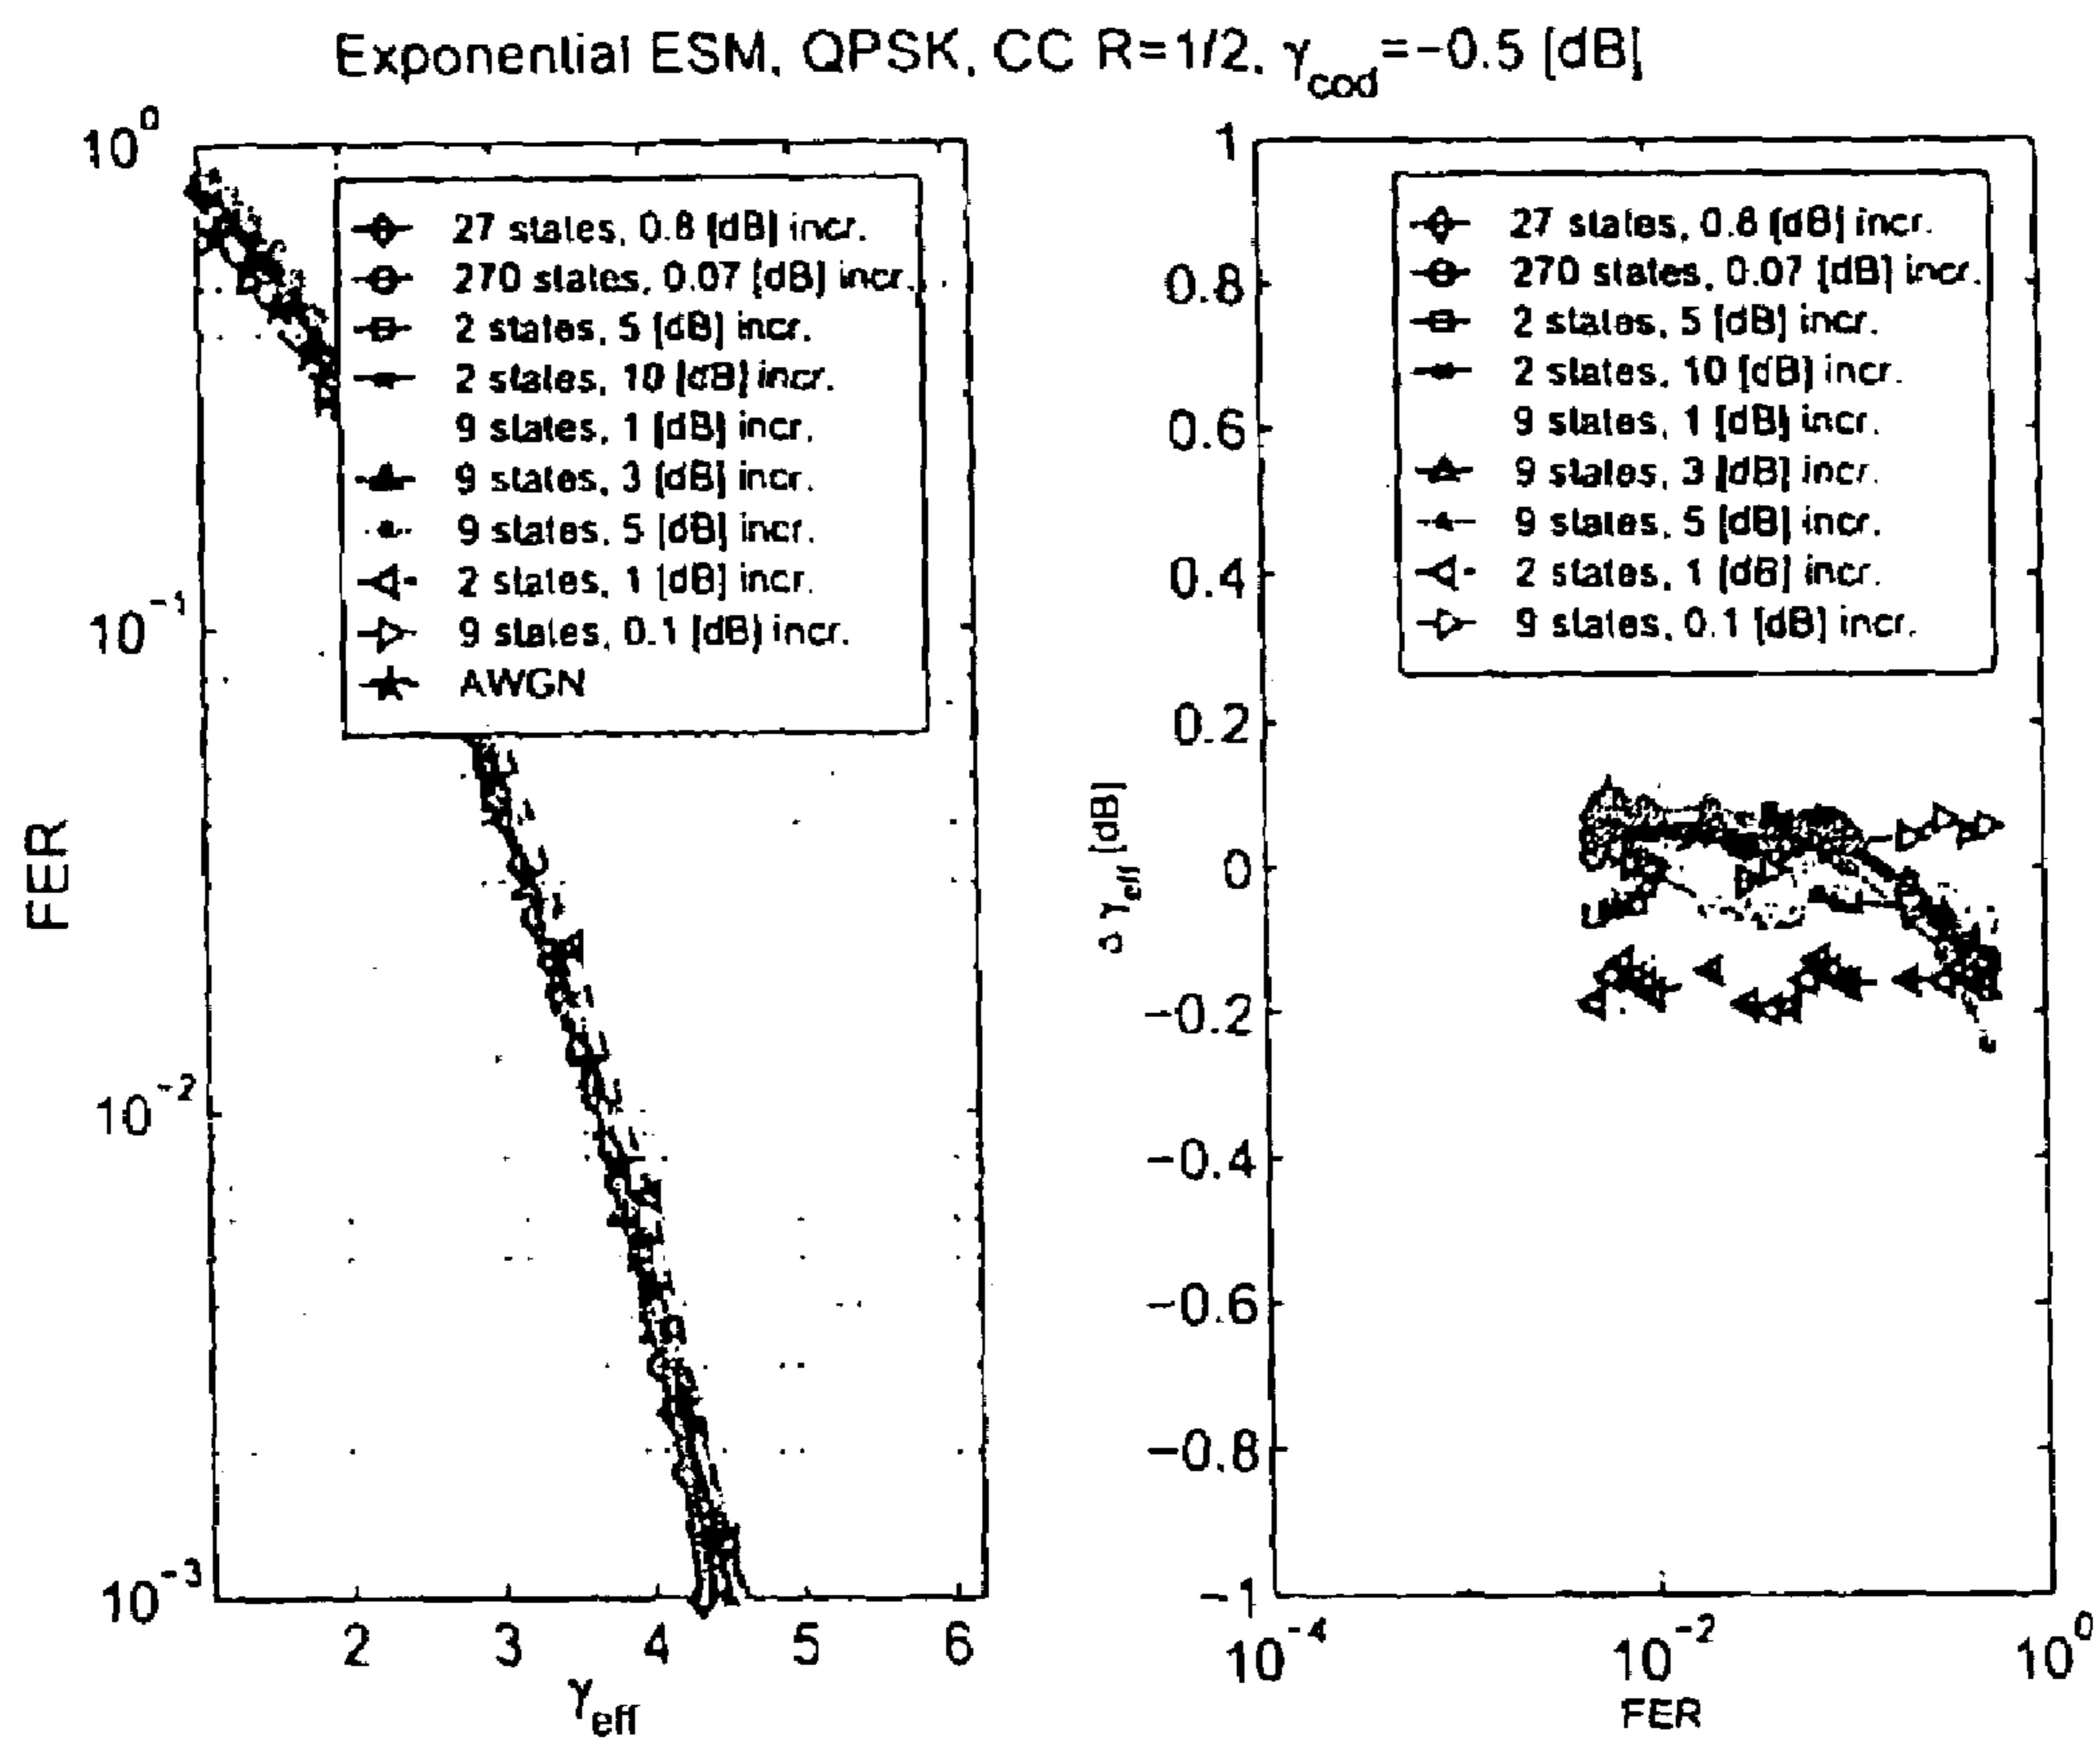 Exponential ESM, QPSK, CC R=1/2, γcod=-0.5 [dB]
10^0
10^-1
10^-2
10^-3
FER
27 states, 0.8 [dB] incr.
270 states, 0.07 [dB] incr.
2 states, 5 [dB] incr.
2 states, 10 [dB] incr.
9 states, 1 [dB] incr.
9 states, 3 [dB] incr.
9 states, 5 [dB] incr.
2 states, 1 [dB] incr.
9 states, 0.1 [dB] incr.
AWGN
2 3 4 5 6
γeff
1
0.8
0.6
0.4
0.2
0
-0.2
-0.4
-0.6
-0.8
-1
Δ γeff [dB]
27 states, 0.8 [dB] incr.
270 states, 0.07 [dB] incr.
2 states, 5 [dB] incr.
2 states, 10 [dB] incr.
9 states, 1 [dB] incr.
9 states, 3 [dB] incr.
9 states, 5 [dB] incr.
2 states, 1 [dB] incr.
9 states, 0.1 [dB] incr.
10^-4 10^-2 10^0
FER